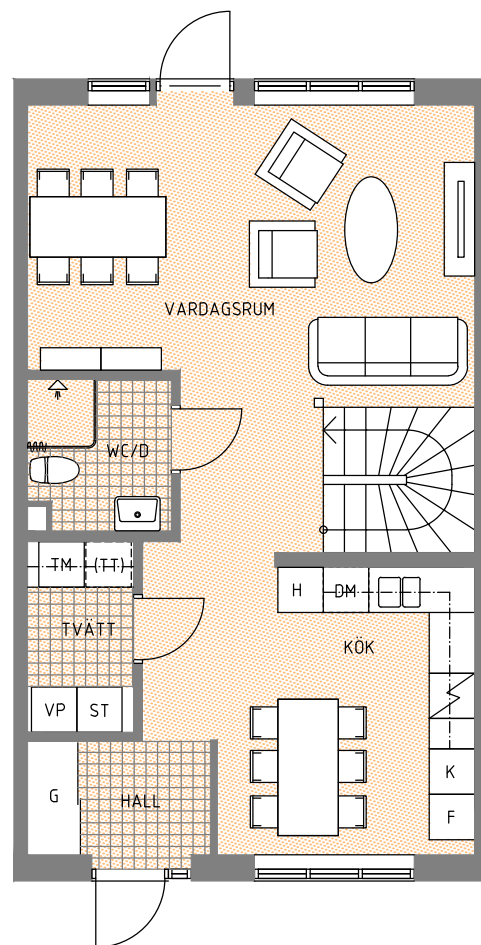 VARDAGSRUM
WC/D
TM (TT)
TVÄTT
VP ST
H DM
KÖK
G HALL
K
F